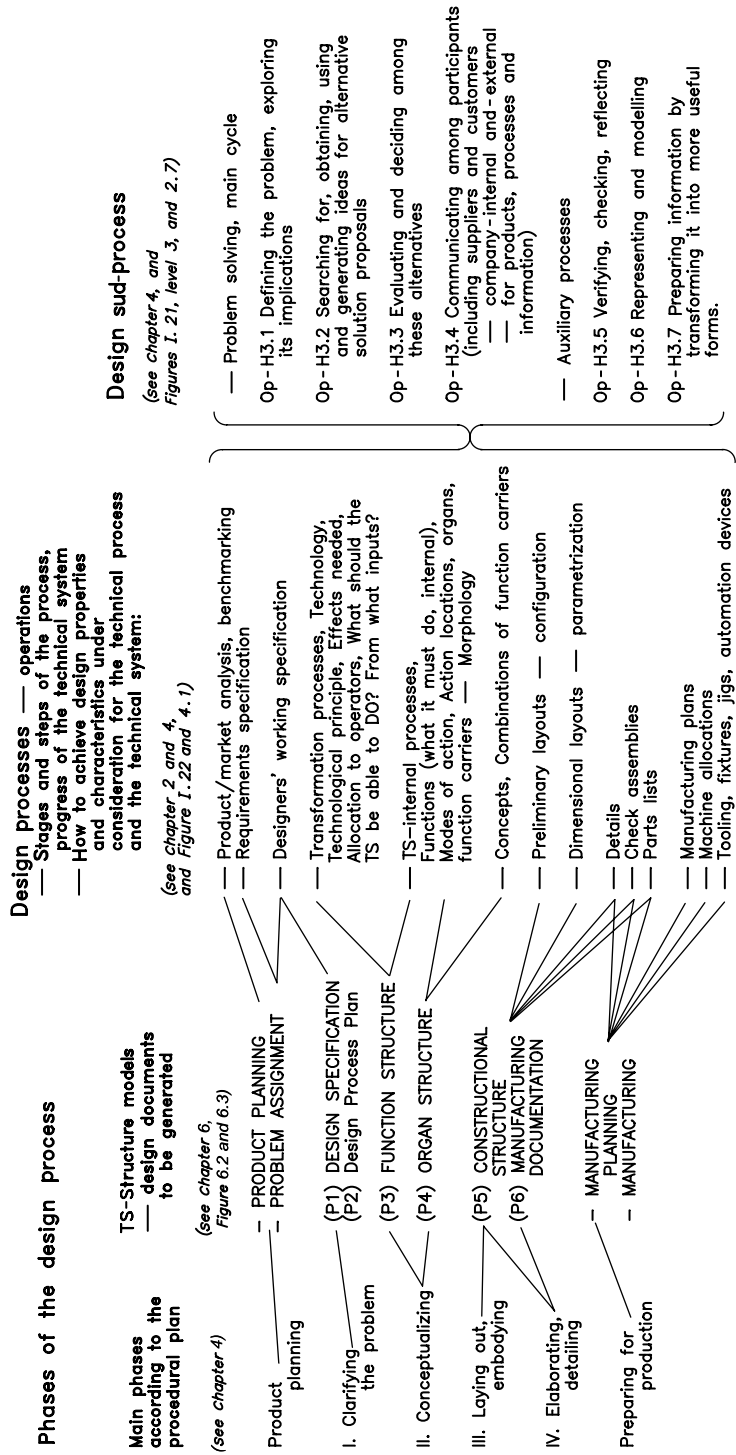 Phases of the design process
Main phases
according to the
procedural plan
(see chapter 4)
Product
planning
I. Clarifying
the problem
II. Conceptualizing
III. Laying out,
embodying
IV. Elaborating,
detailing
Preparing for
production
TS-Structure models
— design documents
to be generated
(see chapter 6,
Figure 6.2 and 6.3)
– PRODUCT PLANNING
– PROBLEM ASSIGNMENT
(P1) DESIGN SPECIFICATION
(P2) Design Process Plan
(P3) FUNCTION STRUCTURE
(P4) ORGAN STRUCTURE
(P5) CONSTRUCTIONAL
STRUCTURE
(P6) MANUFACTURING
DOCUMENTATION
– MANUFACTURING
PLANNING
– MANUFACTURING
Design processes — operations
— Stages and steps of the process,
progress of the technical system
— How to achieve design properties
and characteristics under
consideration for the technical process
and the technical system:
(see chapter 2 and 4,
and Figure I.22 and 4.1)
— Product/market analysis, benchmarking
— Requirements specification
— Designers' working specification
— Transformation processes, Technology,
Technological principle, Effects needed,
Allocation to operators, What should the
TS be able to DO? From what inputs?
— TS-internal processes,
Functions (what it must do, internal),
Modes of action, Action locations, organs,
function carriers — Morphology
— Concepts, Combinations of function carriers
— Preliminary layouts — configuration
— Dimensional layouts — parametrization
— Details
— Check assemblies
— Parts lists
— Manufacturing plans
— Machine allocations
— Tooling, fixtures, jigs, automation devices
Design sud-process
(see chapter 4, and
Figures I.21, level 3, and 2.7)
— Problem solving, main cycle
Op-H3.1 Defining the problem, exploring
its implications
Op-H3.2 Searching for, obtaining, using
and generating ideas for alternative
solution proposals
Op-H3.3 Evaluating and deciding among
these alternatives
Op-H3.4 Communicating among participants
(including suppliers and customers
— company-internal and-external
— for products, processes and
information)
— Auxiliary processes
Op-H3.5 Verifying, checking, reflecting
Op-H3.6 Representing and modelling
Op-H3.7 Preparing information by
transforming it into more useful
forms.